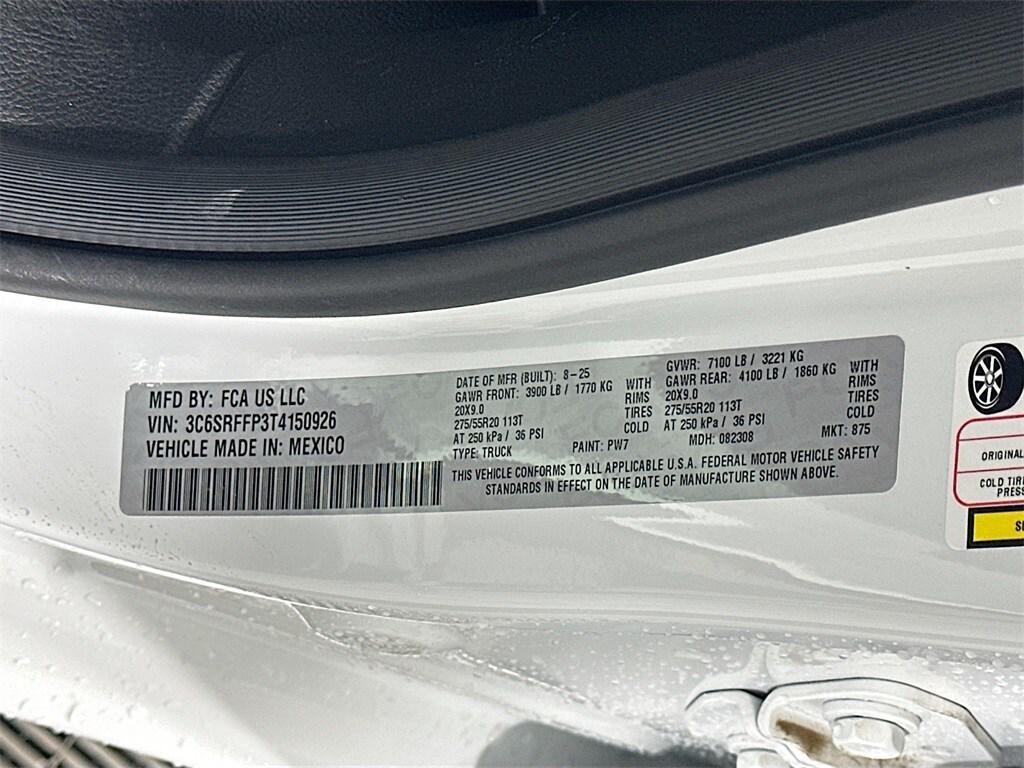 MFD BY: FCA US LLC
VIN: 3C6SRFFP3T4150926
VEHICLE MADE IN: MEXICO
DATE OF MFR (BUILT): 8-25
GAWR FRONT: 3900 LB / 1770 KG WITH
20X9.0 RIMS
275/55R20 113T TIRES
AT 250 kPa / 36 PSI COLD
TYPE: TRUCK PAINT: PW7
GVWR: 7100 LB / 3221 KG
GAWR REAR: 4100 LB / 1860 KG WITH
20X9.0 RIMS
275/55R20 113T TIRES
AT 250 kPa / 36 PSI COLD
MDH: 082308 MKT: 875
THIS VEHICLE CONFORMS TO ALL APPLICABLE U.S.A. FEDERAL MOTOR VEHICLE SAFETY
STANDARDS IN EFFECT ON THE DATE OF MANUFACTURE SHOWN ABOVE.
ORIGINAL
COLD TIRE
PRESS